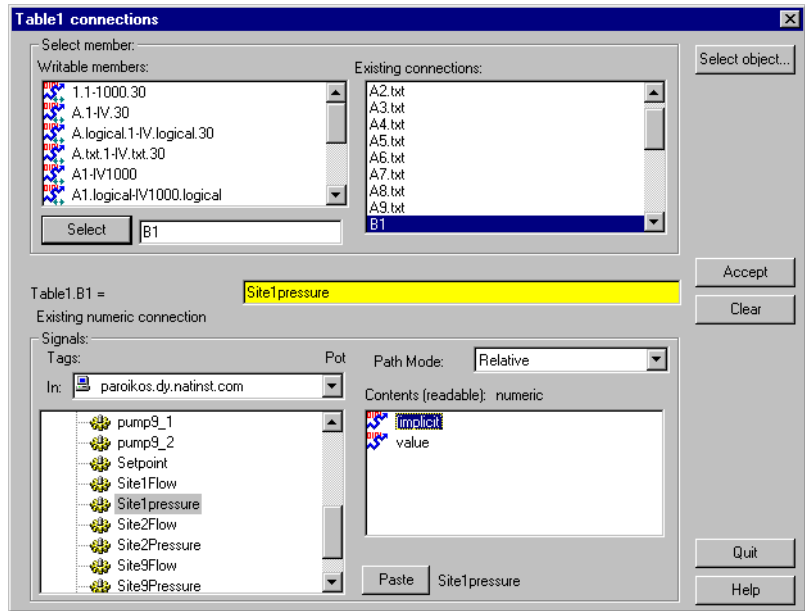 Table1 connections
Select member:
Writable members:
1.1-1000.30
A.1-IV.30
A.logical.1-IV.logical.30
A.txt.1-IV.txt.30
A1-IV1000
A1.logical-IV1000.logical
Select
B1
Existing connections:
A2.txt
A3.txt
A4.txt
A5.txt
A6.txt
A7.txt
A8.txt
A9.txt
B1
Select object...
Accept
Clear
Table1.B1 =
Site1pressure
Existing numeric connection
Signals:
Tags:
Pot
In:
paroikos.dy.natinst.com
pump9_1
pump9_2
Setpoint
Site1Flow
Site1pressure
Site2Flow
Site2Pressure
Site9Flow
Site9Pressure
Path Mode:
Relative
Contents (readable): numeric
implicit
value
Paste
Site1pressure
Quit
Help